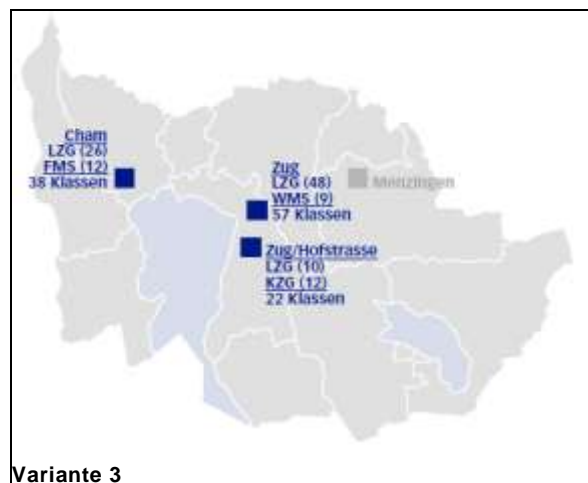 Cham
LZG (26)
FMS (12)
38 Klassen
Zug
LZG (48)
WMS (9)
57 Klassen
Menzingen
Zug/Hofstrasse
LZG (10)
KZG (12)
22 Klassen
Variante 3